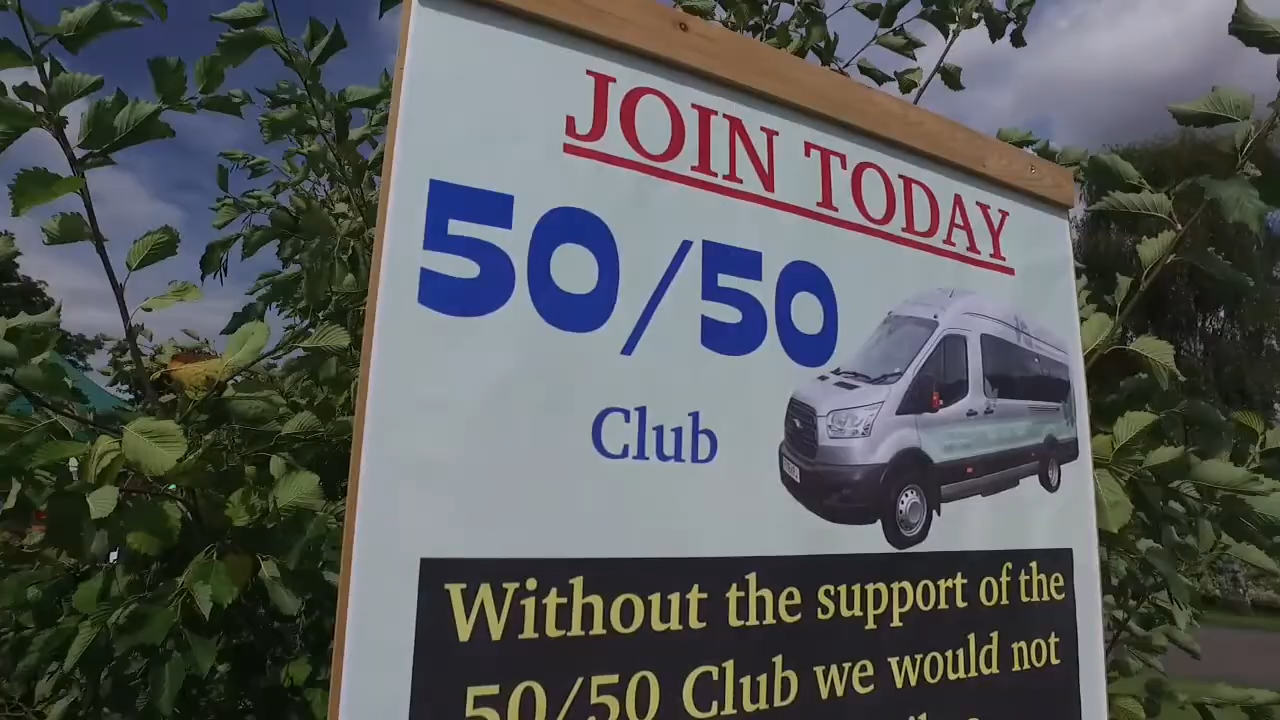 JOIN TODAY
50/50
Club
Without the support of the
50/50 Club we would not